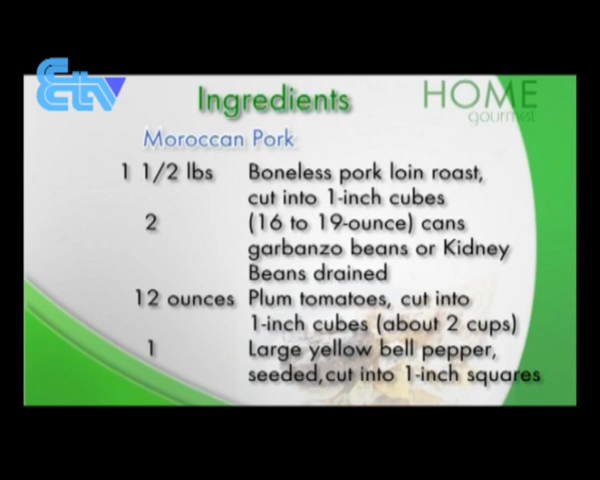 Etv
Ingredients
HOME
gourmet
Moroccan Pork
1 1/2 lbs Boneless pork loin roast,
cut into 1-inch cubes
2 (16 to 19-ounce) cans
garbanzo beans or Kidney
Beans drained
12 ounces Plum tomatoes, cut into
1-inch cubes (about 2 cups)
1 Large yellow bell pepper,
seeded,cut into 1-inch squares